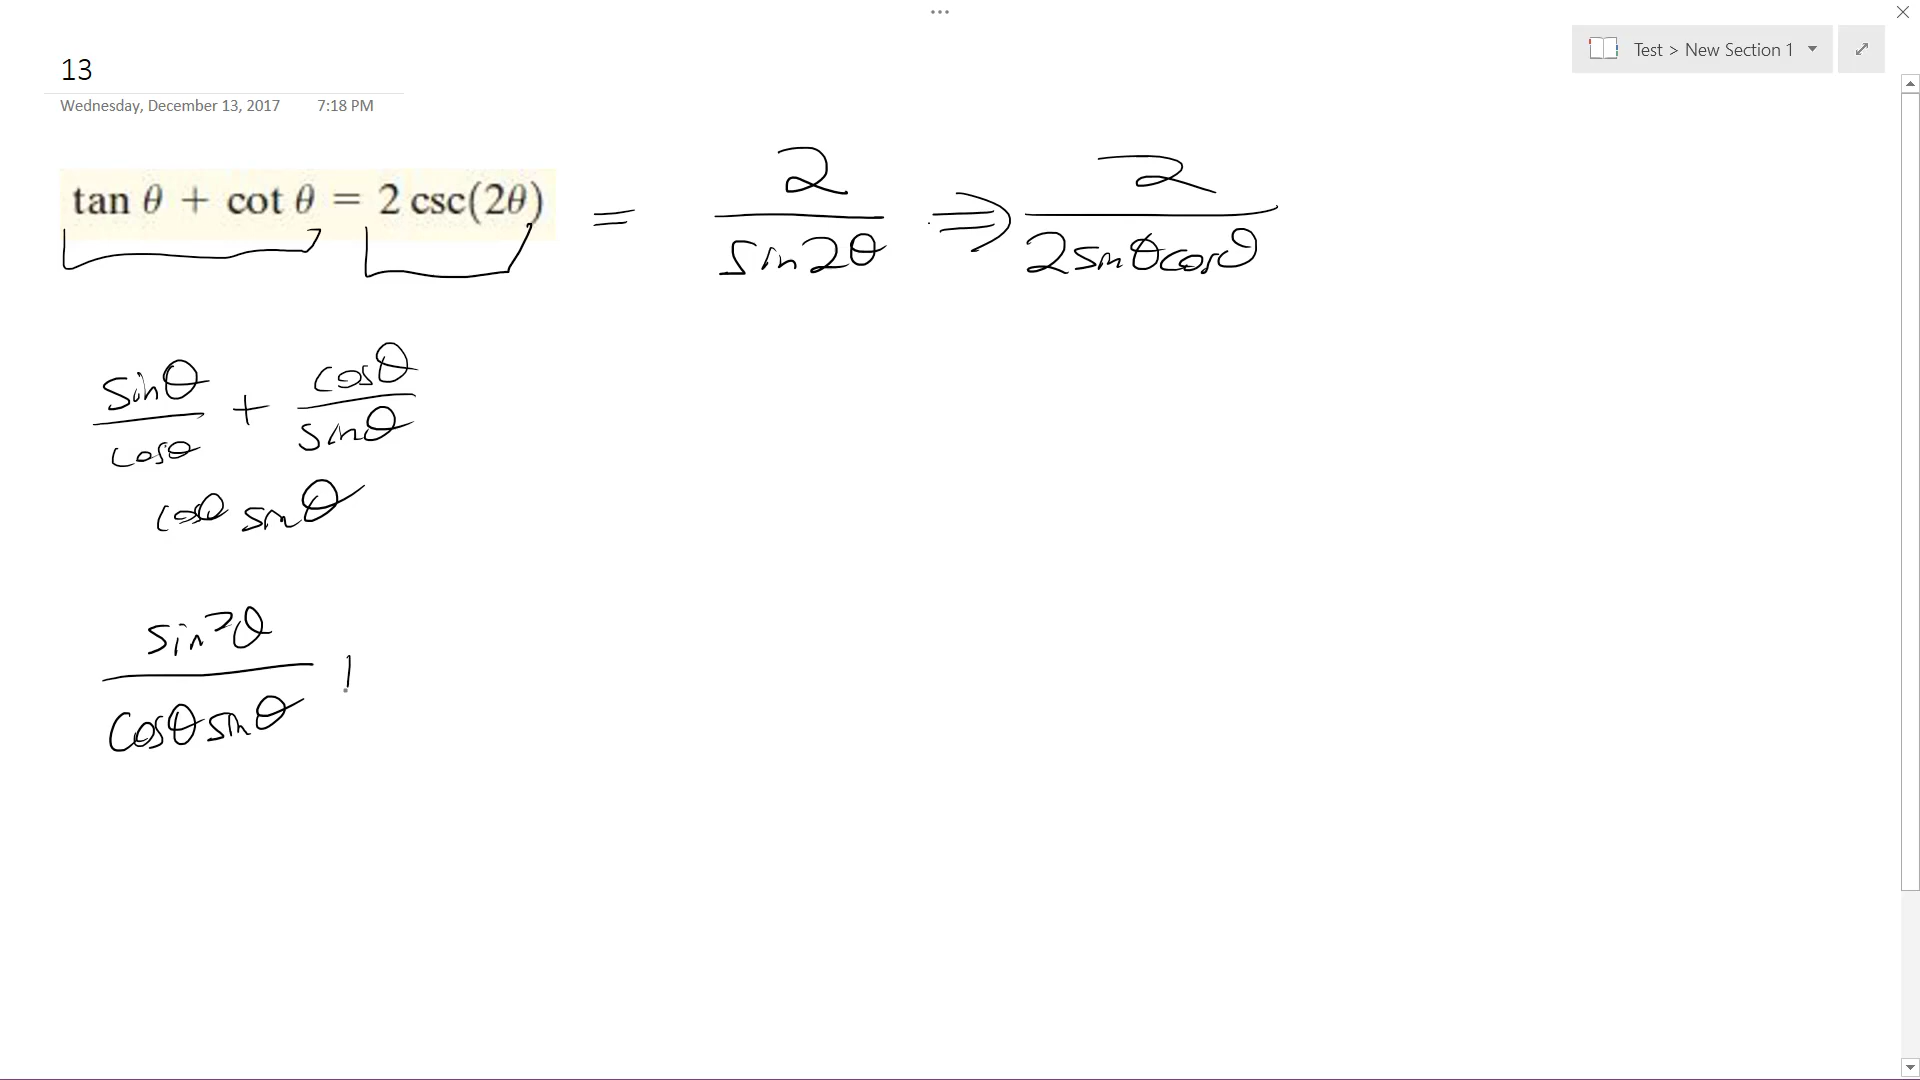 Test > New Section 1
13
Wednesday, December 13, 2017 7:18 PM
tan θ + cot θ = 2 csc(2θ) = 2/sin2θ ⇒ 2/2sinθcosθ
sinθ/cosθ + cosθ/sinθ
cosθ sinθ
sin²θ/cosθsinθ